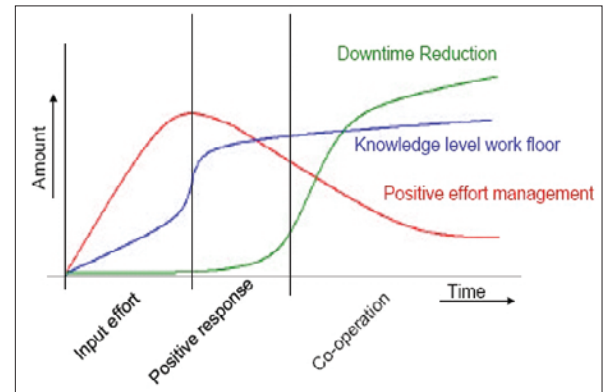 Downtime Reduction
Knowledge level work floor
Positive effort management
Amount
Time
Input effort
Positive response
Co-operation